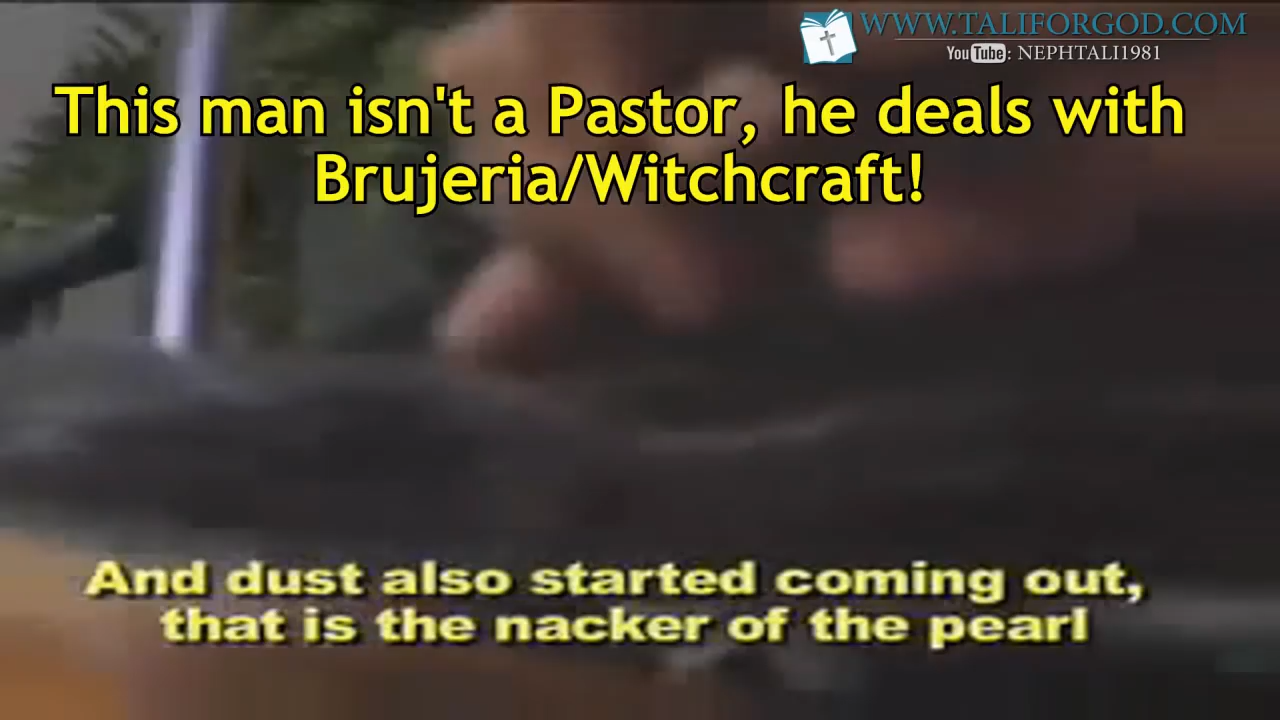 WWW.TALIFORGOD.COM
YouTube: NEPHTALI1981
This man isn't a Pastor, he deals with
Brujeria/Witchcraft!
And dust also started coming out,
that is the nacker of the pearl